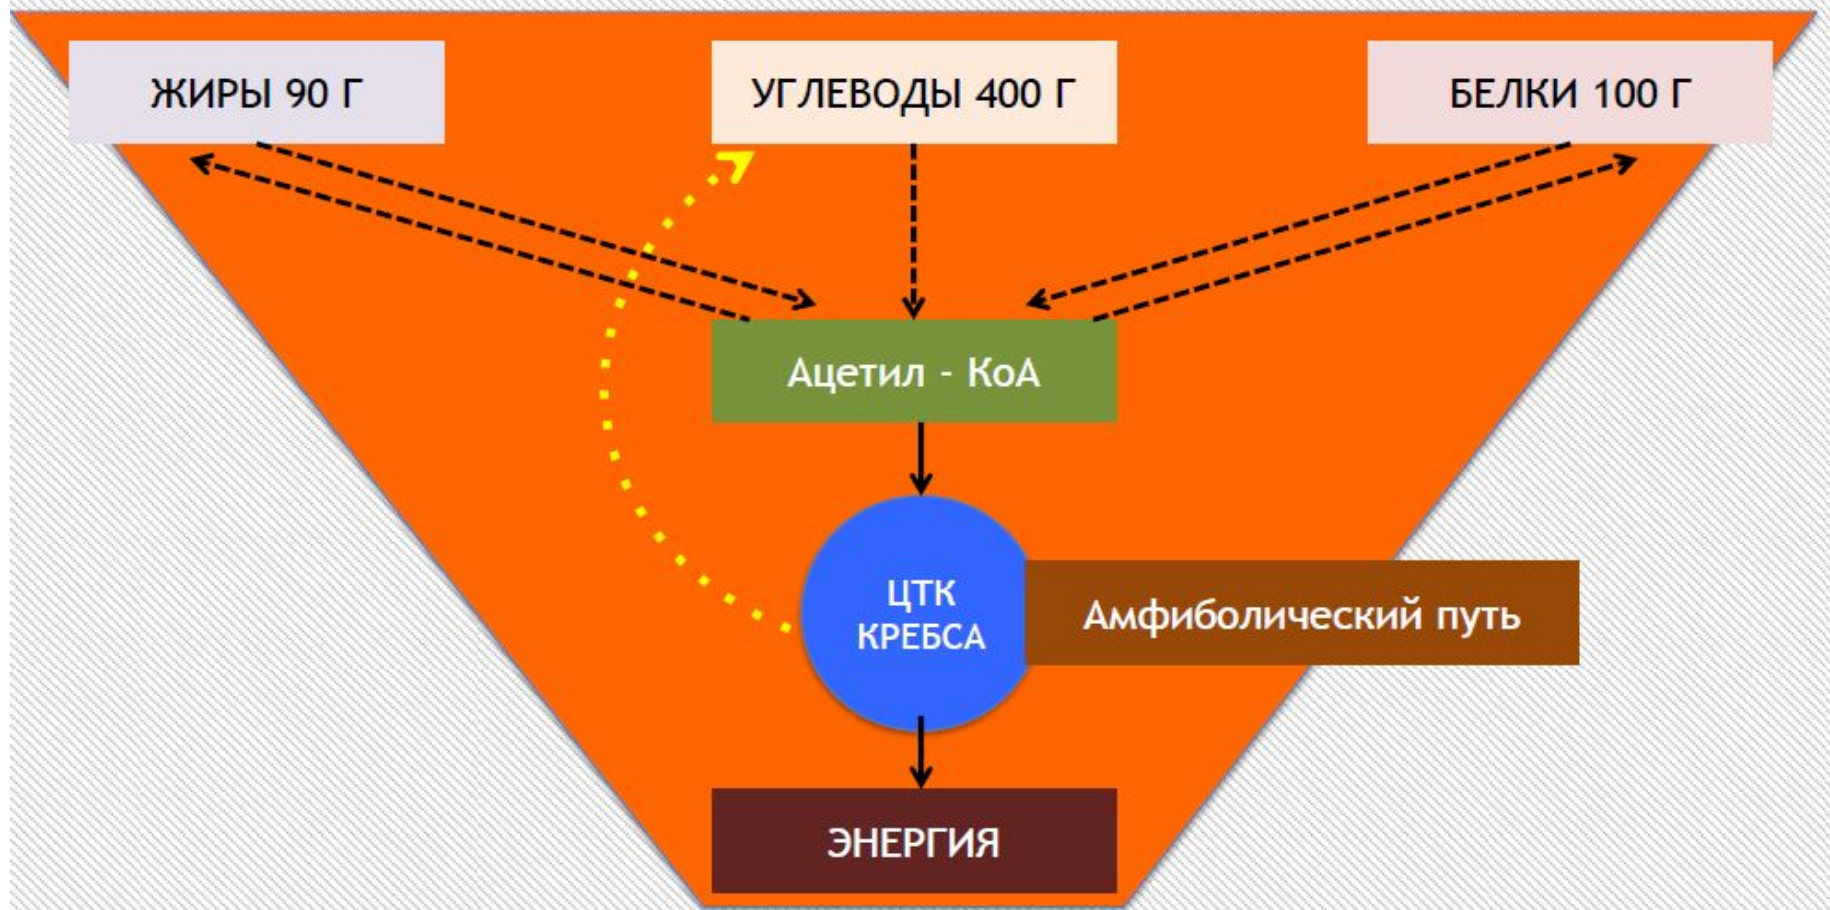 ЖИРЫ 90 Г
УГЛЕВОДЫ 400 Г
БЕЛКИ 100 Г
Ацетил - КоА
ЦТК
КРЕБСА
Амфиболический путь
ЭНЕРГИЯ